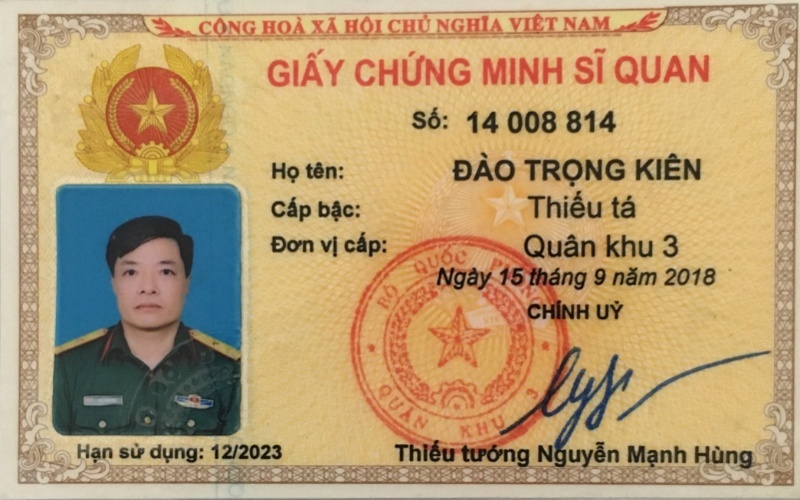 CỘNG HOÀ XÃ HỘI CHỦ NGHĨA VIỆT NAM
GIẤY CHỨNG MINH SĨ QUAN
Số: 14 008 814
Họ tên: ĐÀO TRỌNG KIÊN
Cấp bậc: Thiếu tá
Đơn vị cấp: Quân khu 3
Ngày 15 tháng 9 năm 2018
CHÍNH UỶ
BỘ QUỐC PHÒNG
QUÂN KHU 3
Hạn sử dụng: 12/2023
Thiếu tướng Nguyễn Mạnh Hùng